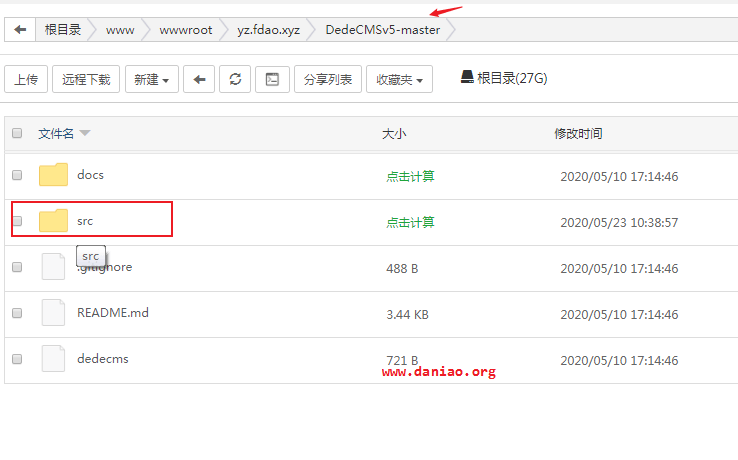 根目录 www wwwroot yz.fdao.xyz DedeCMSv5-master
上传 远程下载 新建 分享列表 收藏夹 根目录(27G)
文件名 大小 修改时间
docs 点击计算 2020/05/10 17:14:46
src 点击计算 2020/05/23 10:38:57
src
.gitignore 488 B 2020/05/10 17:14:46
README.md 3.44 KB 2020/05/10 17:14:46
dedecms 721 B 2020/05/10 17:14:46
www.daniao.org